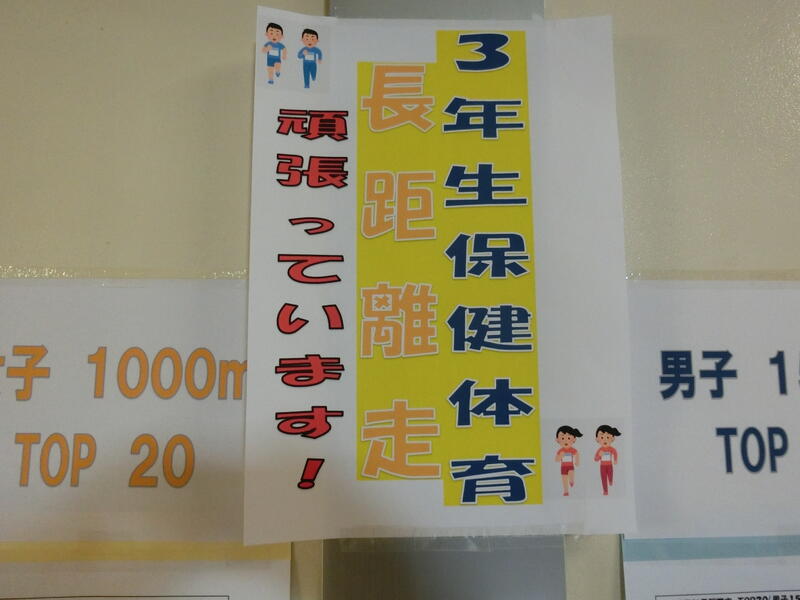 3年生保健体育
長距離走
頑張っています!
子 1000m
TOP 20
男子 1
TOP